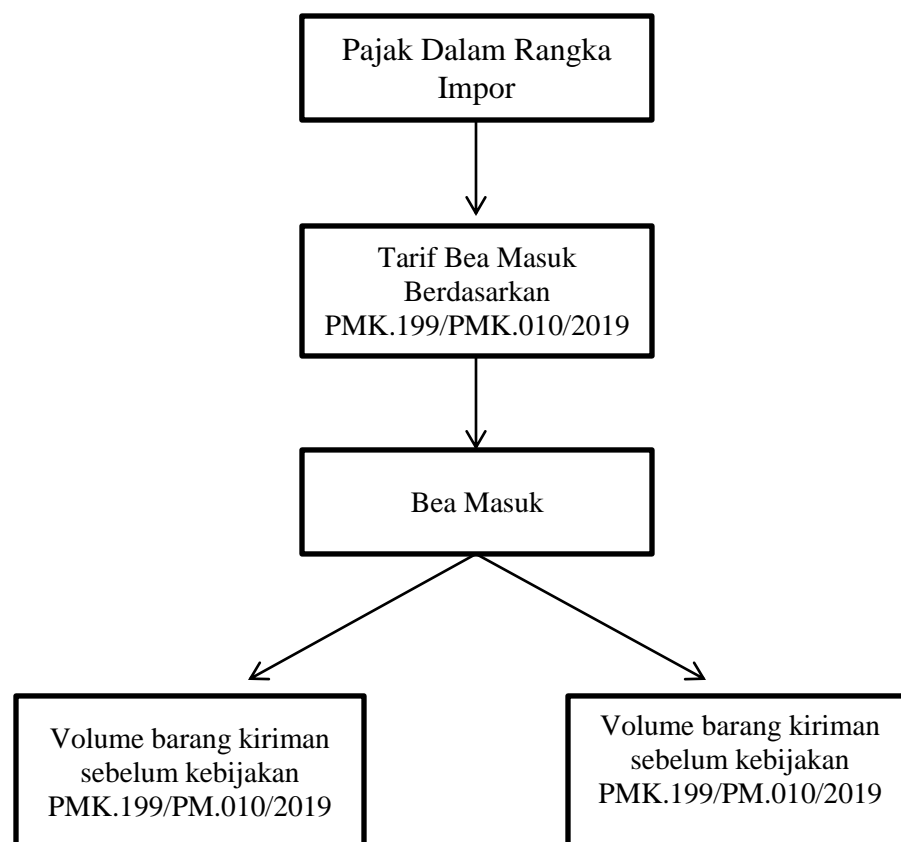 Pajak Dalam Rangka
Impor
Tarif Bea Masuk
Berdasarkan
PMK.199/PMK.010/2019
Bea Masuk
Volume barang kiriman
sebelum kebijakan
PMK.199/PM.010/2019
Volume barang kiriman
sebelum kebijakan
PMK.199/PM.010/2019